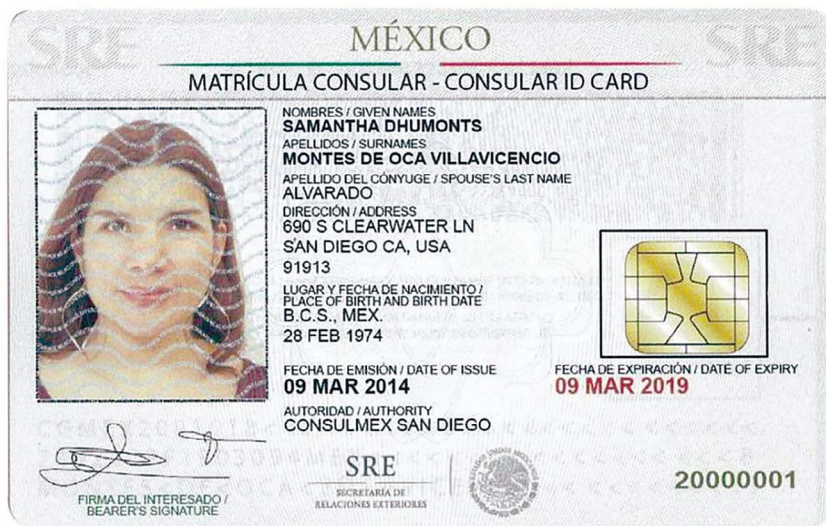 SRE
MÉXICO
SRE
MATRÍCULA CONSULAR - CONSULAR ID CARD
NOMBRES / GIVEN NAMES
SAMANTHA DHUMONTS
APELLIDOS / SURNAMES
MONTES DE OCA VILLAVICENCIO
APELLIDO DEL CÓNYUGE / SPOUSE'S LAST NAME
ALVARADO
DIRECCIÓN / ADDRESS
690 S CLEARWATER LN
SAN DIEGO CA, USA
91913
LUGAR Y FECHA DE NACIMIENTO /
PLACE OF BIRTH AND BIRTH DATE
B.C.S., MEX.
28 FEB 1974
FECHA DE EMISIÓN / DATE OF ISSUE
09 MAR 2014
FECHA DE EXPIRACIÓN / DATE OF EXPIRY
09 MAR 2019
AUTORIDAD / AUTHORITY
CONSULMEX SAN DIEGO
SRE
SECRETARÍA DE
RELACIONES EXTERIORES
20000001
FIRMA DEL INTERESADO /
BEARER'S SIGNATURE